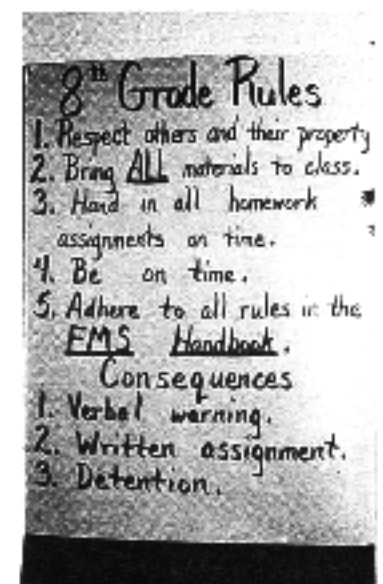 8th Grade Rules
1. Respect others and their property
2. Bring ALL materials to class.
3. Hand in all homework
assignments on time.
4. Be on time.
5. Adhere to all rules in the
EMS Handbook.
Consequences
1. Verbal warning.
2. Written assignment.
3. Detention.